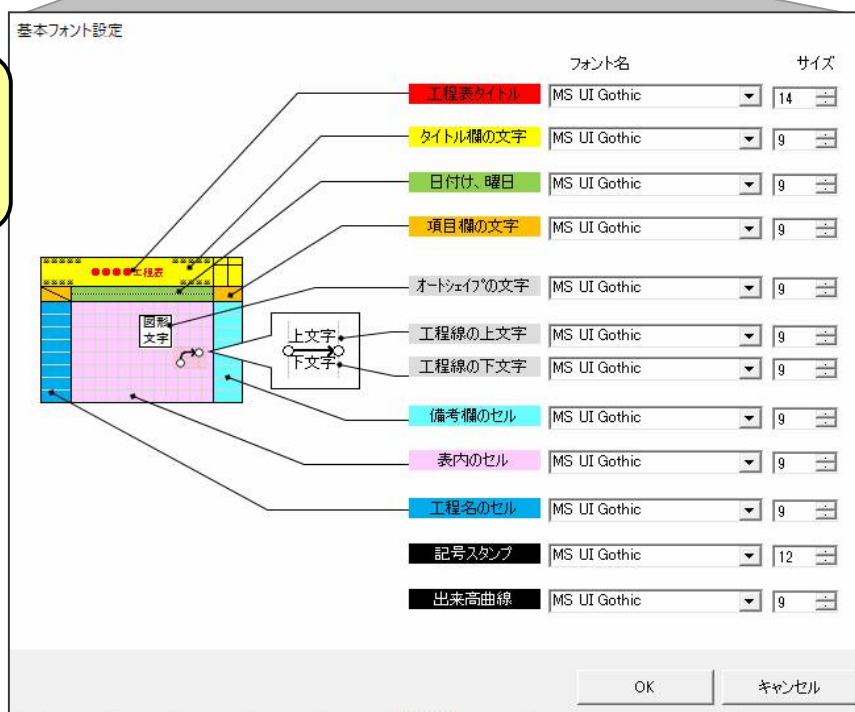 基本フォント設定
フォント名 サイズ
工程表タイトル MS UI Gothic 14
タイトル欄の文字 MS UI Gothic 9
日付け、曜日 MS UI Gothic 9
項目欄の文字 MS UI Gothic 9
●●●●工程表
オートシェイプの文字 MS UI Gothic 9
図形
文字
工程線の上文字 MS UI Gothic 9
上文字
下文字
工程線の下文字 MS UI Gothic 9
備考欄のセル MS UI Gothic 9
表内のセル MS UI Gothic 9
工程名のセル MS UI Gothic 9
記号スタンプ MS UI Gothic 12
出来高曲線 MS UI Gothic 9
OK キャンセル